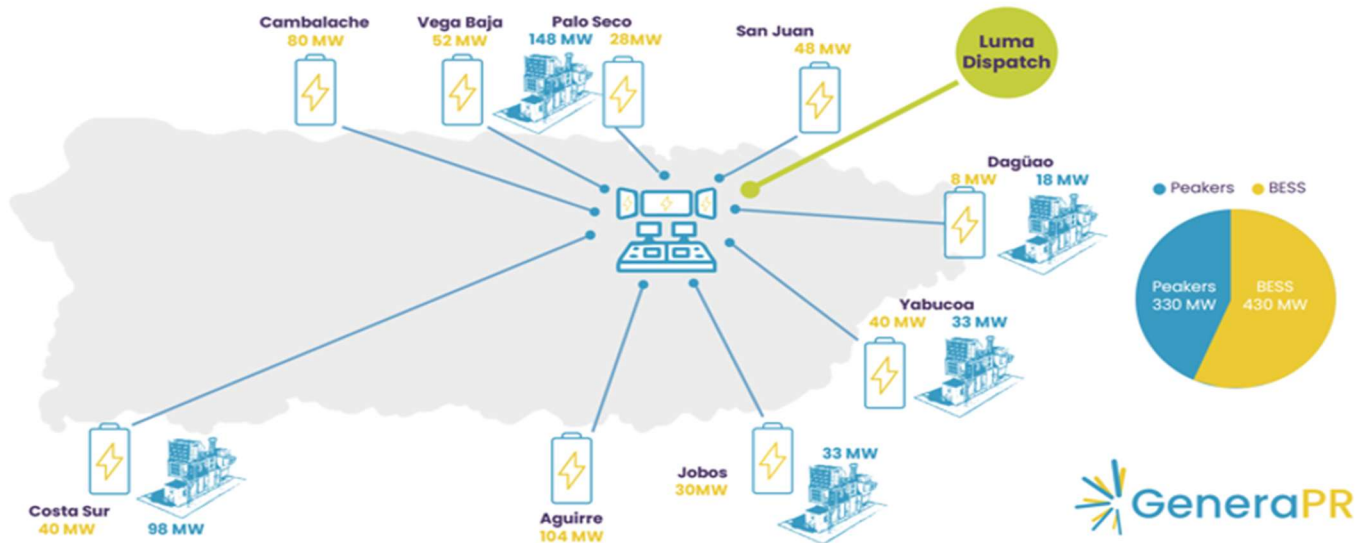 Cambalache
80 MW
Vega Baja
52 MW
Palo Seco
148 MW 28MW
San Juan
48 MW
Luma
Dispatch
Dagüao
8 MW 18 MW
Peakers BESS
Peakers
330 MW
BESS
430 MW
Yabucoa
40 MW 33 MW
Costa Sur
40 MW 98 MW
Aguirre
104 MW
Jobos
30MW
33 MW
GeneraPR